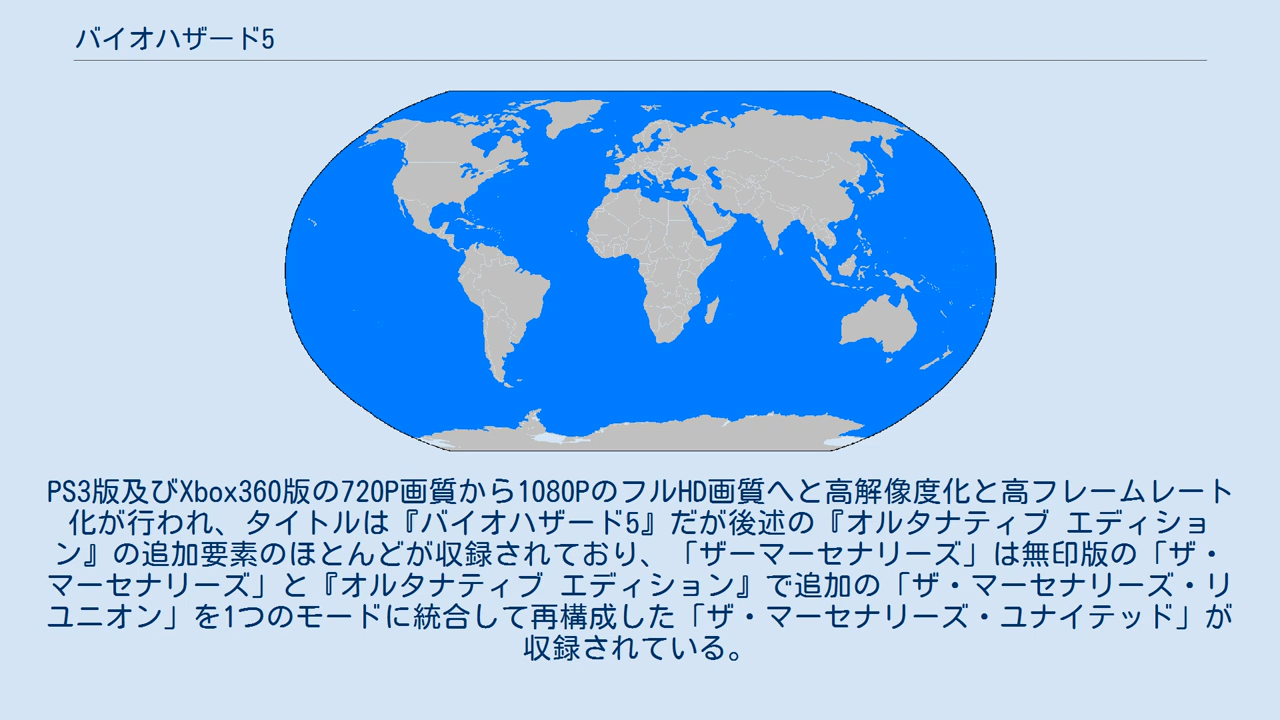 バイオハザード5
PS3版及びXbox360版の720P画質から1080PのフルHD画質へと高解像度化と高フレームレート
化が行われ、タイトルは『バイオハザード5』だが後述の『オルタナティブ エディショ
ン』の追加要素のほとんどが収録されており、「ザーマーセナリーズ」は無印版の「ザ・
マーセナリーズ」と『オルタナティブ エディション』で追加の「ザ・マーセナリーズ・リ
ユニオン」を1つのモードに統合して再構成した「ザ・マーセナリーズ・ユナイテッド」が
収録されている。